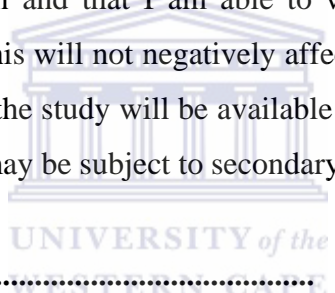 and that I am able to
his will not negatively affec
the study will be available
may be subject to secondary
UNIVERSITY of the
WESTERN CAPE